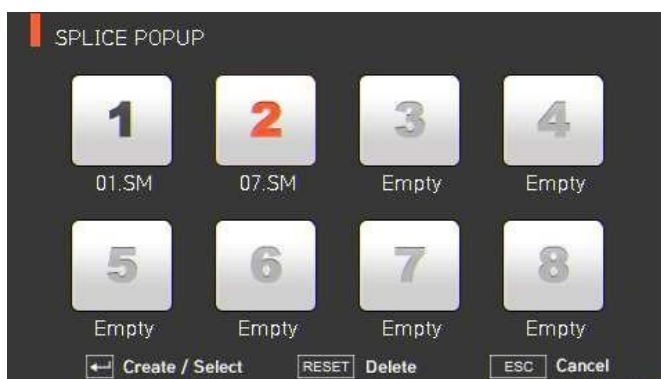 SPLICE POPUP
1 2 3 4
01.SM 07.SM Empty Empty
5 6 7 8
Empty Empty Empty Empty
Create / Select RESET Delete ESC Cancel